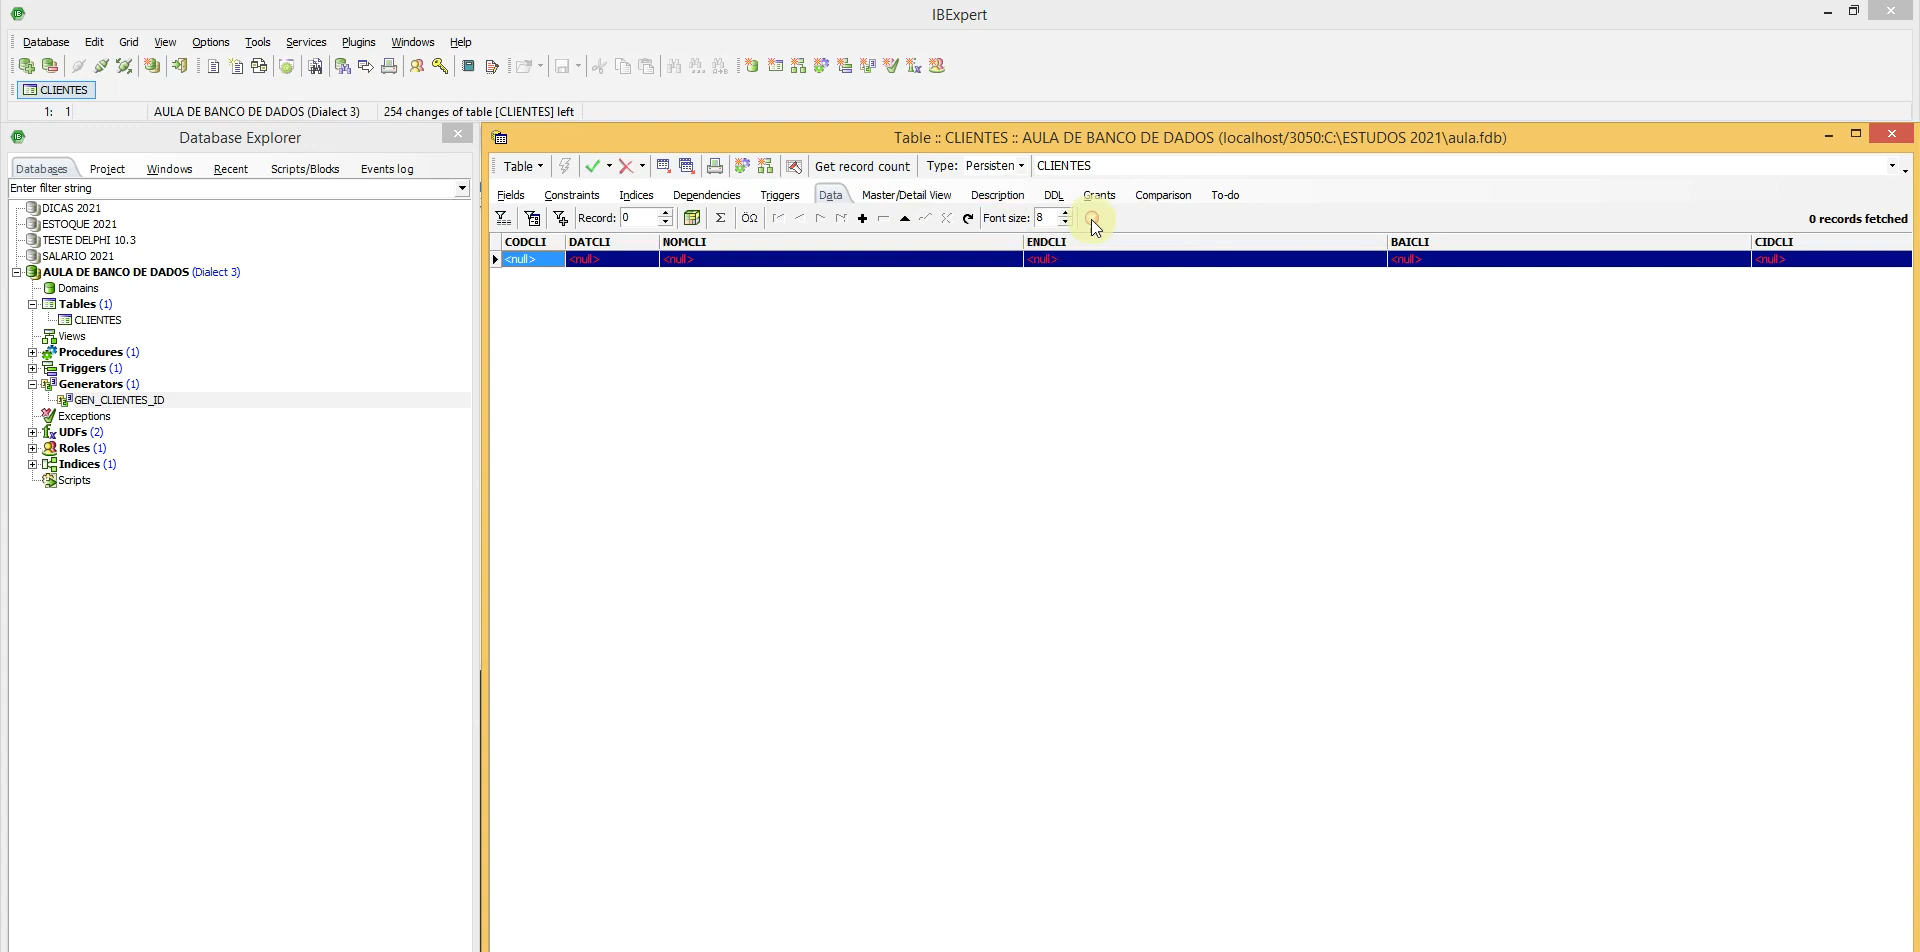 IBExpert
Database Edit Grid View Options Tools Services Plugins Windows Help
CLIENTES
1: 1 AULA DE BANCO DE DADOS (Dialect 3) 254 changes of table [CLIENTES] left
Database Explorer
Databases Project Windows Recent Scripts/Blocks Events log
Enter filter string
DICAS 2021
ESTOQUE 2021
TESTE DELPHI 10.3
SALARIO 2021
AULA DE BANCO DE DADOS (Dialect 3)
Domains
Tables (1)
CLIENTES
Views
Procedures (1)
Triggers (1)
Generators (1)
GEN_CLIENTES_ID
Exceptions
UDFs (2)
Roles (1)
Indices (1)
Scripts
Table :: CLIENTES :: AULA DE BANCO DE DADOS (localhost/3050:C:\ESTUDOS 2021\aula.fdb)
Table Get record count Type: Persisten CLIENTES
Fields Constraints Indices Dependencies Triggers Data Master/Detail View Description DDL Grants Comparison To-do
Record: 0 Σ ÖΩ Font size: 8 0 records fetched
CODCLI DATCLI NOMCLI ENDCLI BAICLI CIDCLI
<null> <null> <null> <null> <null> <null>